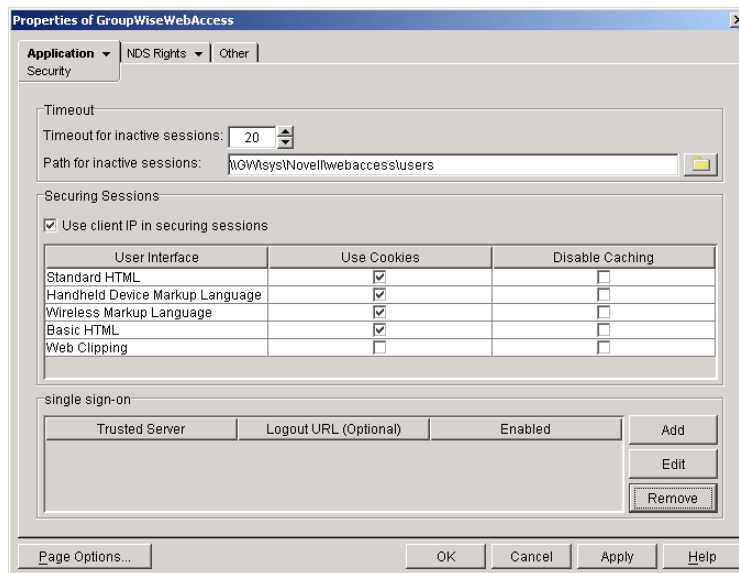 Properties of GroupWiseWebAccess
Application NDS Rights Other
Security
Timeout
Timeout for inactive sessions: 20
Path for inactive sessions: \\GW\sys\Novell\webaccess\users
Securing Sessions
Use client IP in securing sessions
User Interface Use Cookies Disable Caching
Standard HTML
Handheld Device Markup Language
Wireless Markup Language
Basic HTML
Web Clipping
single sign-on
Trusted Server Logout URL (Optional) Enabled Add
Edit
Remove
Page Options... OK Cancel Apply Help